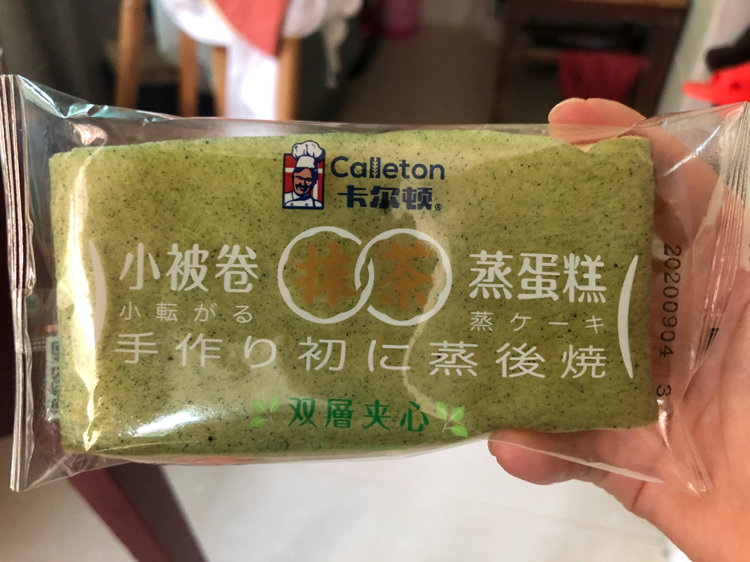 Calleton
卡尔顿®
小被卷 抹茶 蒸蛋糕
小転がる 蒸ケーキ
手作り初に蒸後焼
双層夹心
20200904 3